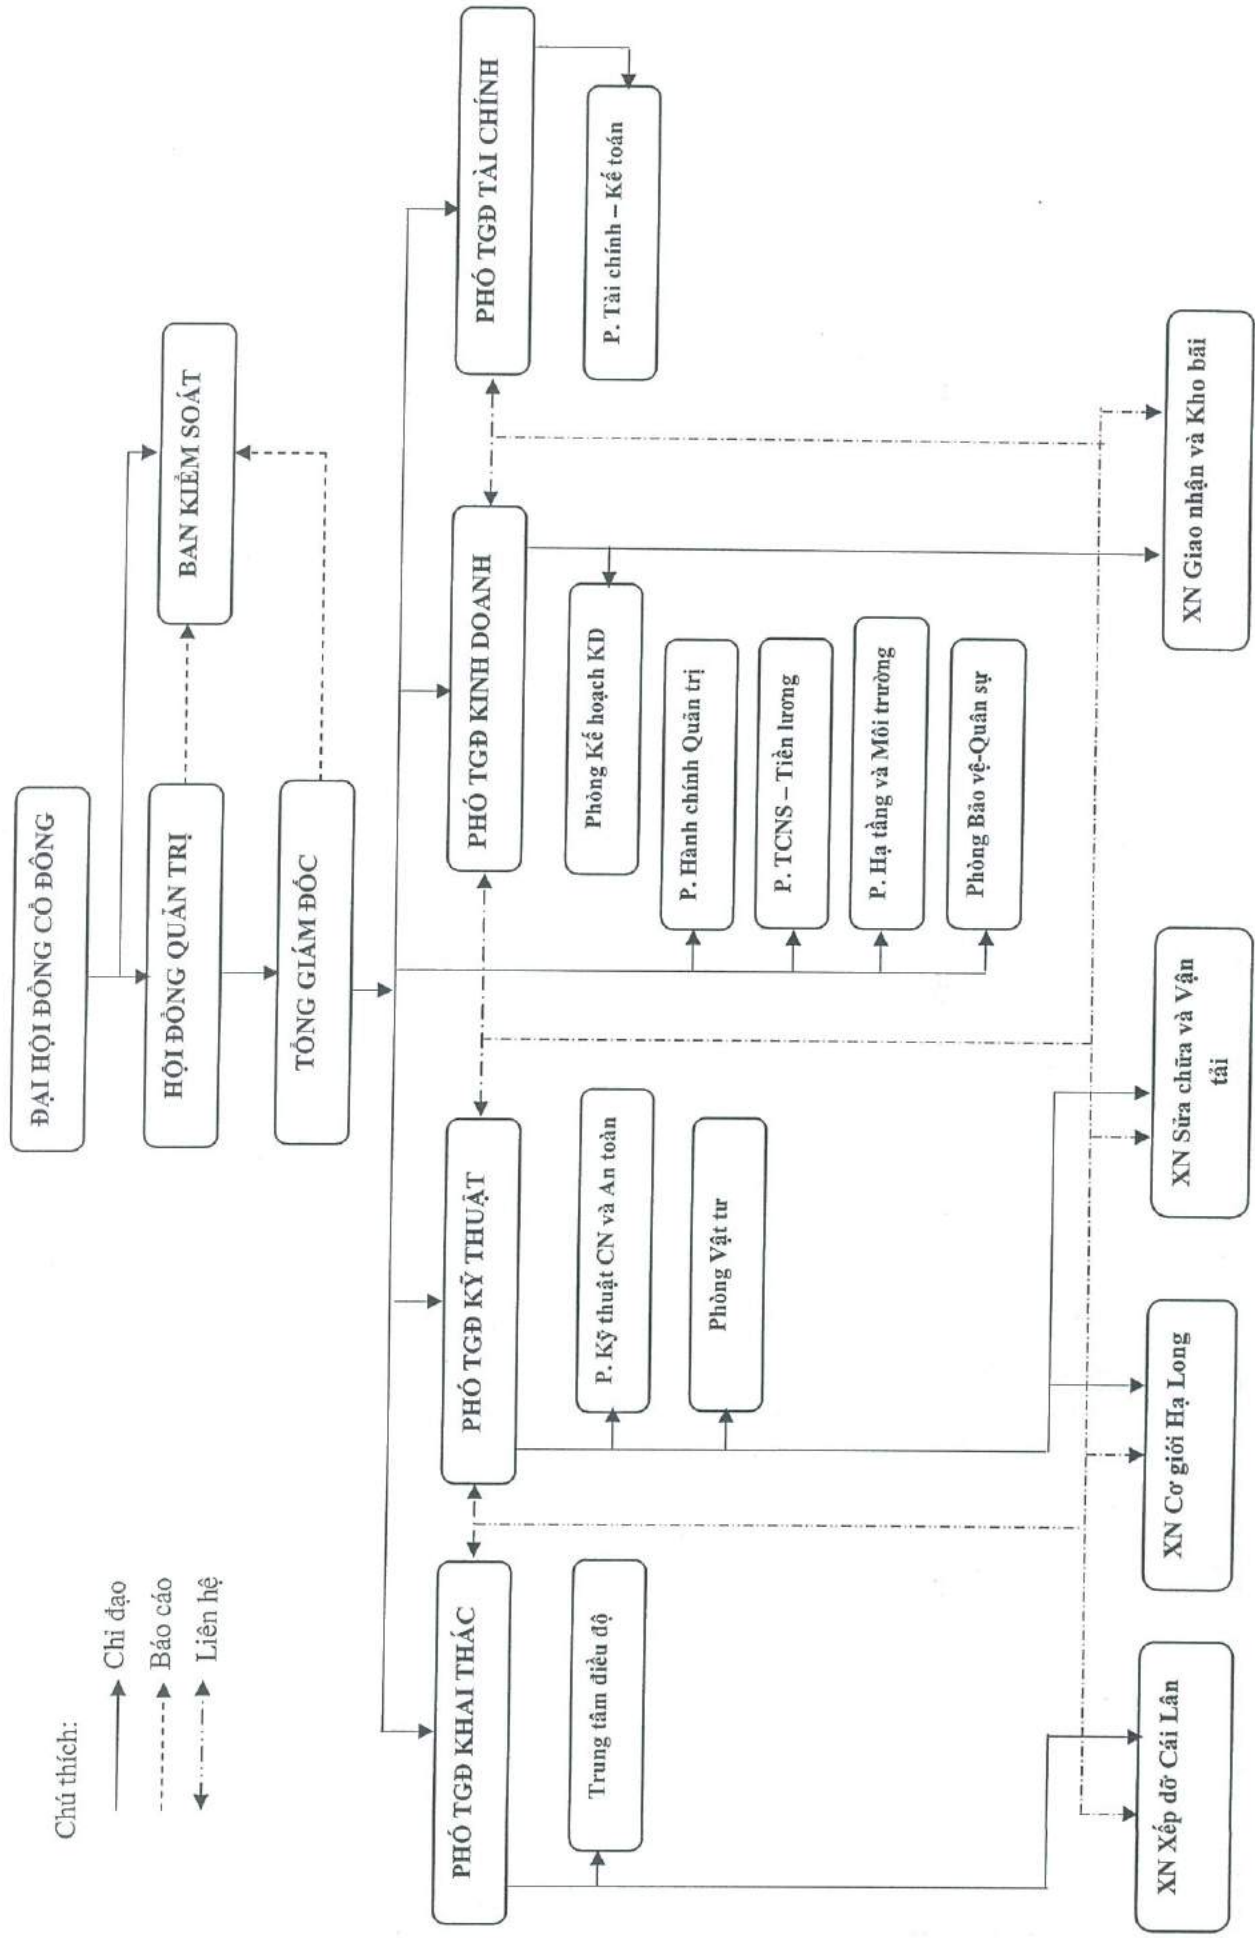 ĐẠI HỘI ĐỒNG CỔ ĐÔNG
HỘI ĐỒNG QUẢN TRỊ
BAN KIỂM SOÁT
TỔNG GIÁM ĐỐC
Chú thích:
Chỉ đạo
Báo cáo
Liên hệ
PHÓ TGĐ KHAI THÁC
PHÓ TGĐ KỸ THUẬT
PHÓ TGĐ KINH DOANH
PHÓ TGĐ TÀI CHÍNH
Trung tâm điều độ
P. Kỹ thuật CN và An toàn
Phòng Vật tư
Phòng Kế hoạch KD
P. Hành chính Quản trị
P. TCNS – Tiền lương
P. Hạ tầng và Môi trường
Phòng Bảo vệ-Quân sự
P. Tài chính – Kế toán
XN Xếp dỡ Cái Lân
XN Cơ giới Hạ Long
XN Sửa chữa và Vận
tải
XN Giao nhận và Kho bãi